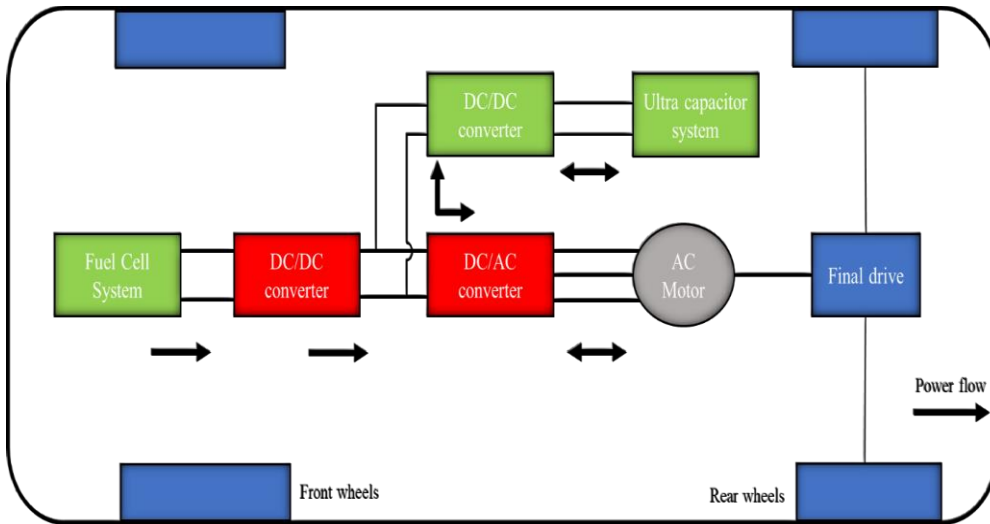 DC/DC
converter
Ultra capacitor
system
Fuel Cell
System
DC/DC
converter
DC/AC
converter
AC
Motor
Final drive
Power flow
Front wheels
Rear wheels